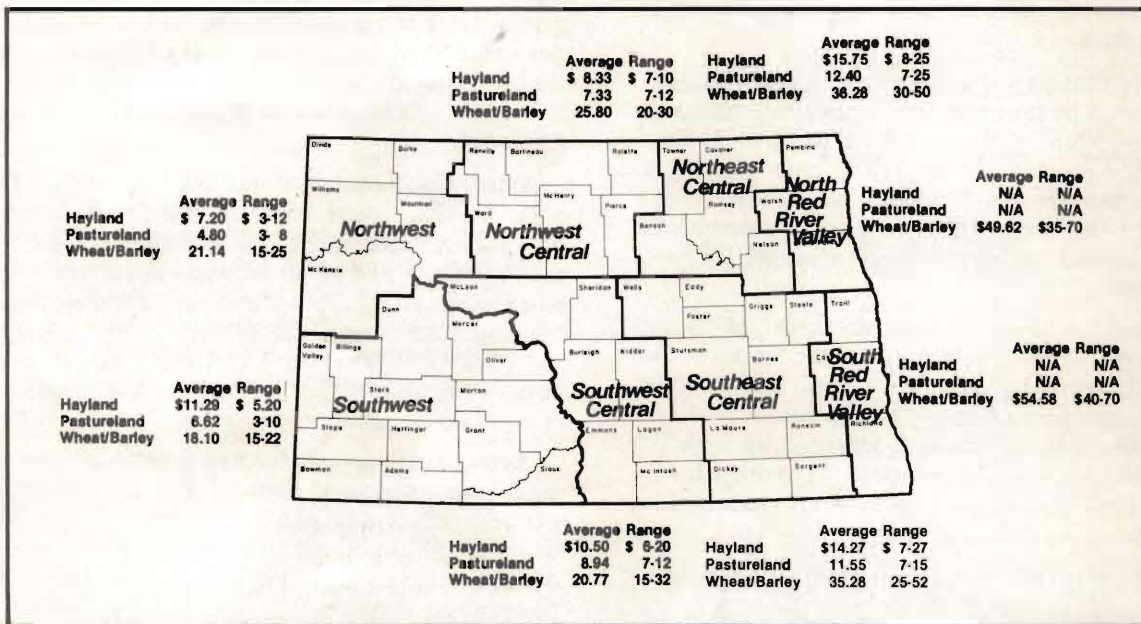 Average Range
Hayland $ 8.33 $ 7-10
Pastureland 7.33 7-12
Wheat/Barley 25.80 20-30
Average Range
Hayland $15.75 $ 8-25
Pastureland 12.40 7-25
Wheat/Barley 36.28 30-50
Average Range
Hayland $ 7.20 $ 3-12
Pastureland 4.80 3- 8
Wheat/Barley 21.14 15-25
Average Range
Hayland N/A N/A
Pastureland N/A N/A
Wheat/Barley $49.62 $35-70
Divide Burke Renville Bottineau Rolette Towner Cavalier Pembina
Northeast
Central
Williams Mountrail Ward McHenry Pierce Benson Ramsey Walsh Nelson
North
Red
River
Valley
Northwest
Northwest
Central
McKenzie McLean Sheridan Wells Eddy
Dunn Mercer Foster Griggs Steele Traill
Golden
Valley Billings Oliver Burleigh Kidder Stutsman Barnes
Stark Morton
South
Red
River
Valley
Southwest
Southwest
Central
Southeast
Central
Slope Hettinger Grant Emmons Logan La Moure Ransom Richland
Bowman Adams Sioux McIntosh Dickey Sargent
Average Range
Hayland $11.29 $ 5.20
Pastureland 6.62 3-10
Wheat/Barley 18.10 15-22
Average Range
Hayland N/A N/A
Pastureland N/A N/A
Wheat/Barley $54.58 $40-70
Average Range
Hayland $10.50 $ 6-20
Pastureland 8.94 7-12
Wheat/Barley 20.77 15-32
Average Range
Hayland $14.27 $ 7-27
Pastureland 11.55 7-15
Wheat/Barley 35.28 25-52